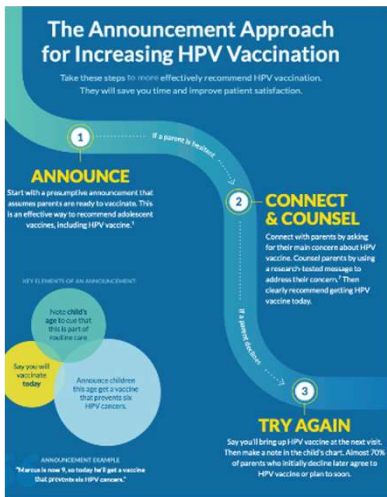 The Announcement Approach
for Increasing HPV Vaccination
Take these steps to more effectively recommend HPV vaccination.
They will save you time and improve patient satisfaction.
1
If a parent is hesitant
ANNOUNCE
Start with a presumptive announcement that
assumes parents are ready to vaccinate. This
is an effective way to recommend adolescent
vaccines, including HPV vaccine.¹
2
CONNECT
& COUNSEL
Connect with parents by asking
for their main concern about HPV
vaccine. Counsel parents by using
a research-tested message to
address their concern.² Then
clearly recommend getting HPV
vaccine today.
KEY ELEMENTS OF AN ANNOUNCEMENT:
Note child's
age to cue that
this is part of
routine care
Say you will
vaccinate
today
Announce children
this age get a vaccine
that prevents six
HPV cancers.
If a parent declines
3
TRY AGAIN
Say you'll bring up HPV vaccine at the next visit.
Then make a note in the child's chart. Almost 70%
of parents who initially decline later agree to
HPV vaccine or plan to soon.
ANNOUNCEMENT EXAMPLE
"Marcus is now 9, so today he'll get a vaccine
that prevents six HPV cancers."